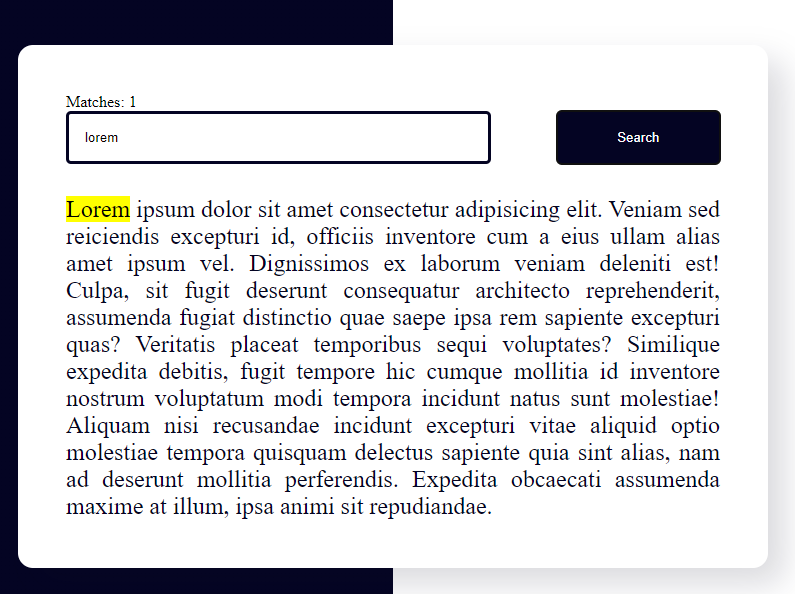 Matches: 1
lorem
Search
Lorem ipsum dolor sit amet consectetur adipisicing elit. Veniam sed
reiciendis excepturi id, officiis inventore cum a eius ullam alias
amet ipsum vel. Dignissimos ex laborum veniam deleniti est!
Culpa, sit fugit deserunt consequatur architecto reprehenderit,
assumenda fugiat distinctio quae saepe ipsa rem sapiente excepturi
quas? Veritatis placeat temporibus sequi voluptates? Similique
expedita debitis, fugit tempore hic cumque mollitia id inventore
nostrum voluptatum modi tempora incidunt natus sunt molestiae!
Aliquam nisi recusandae incidunt excepturi vitae aliquid optio
molestiae tempora quisquam delectus sapiente quia sint alias, nam
ad deserunt mollitia perferendis. Expedita obcaecati assumenda
maxime at illum, ipsa animi sit repudiandae.